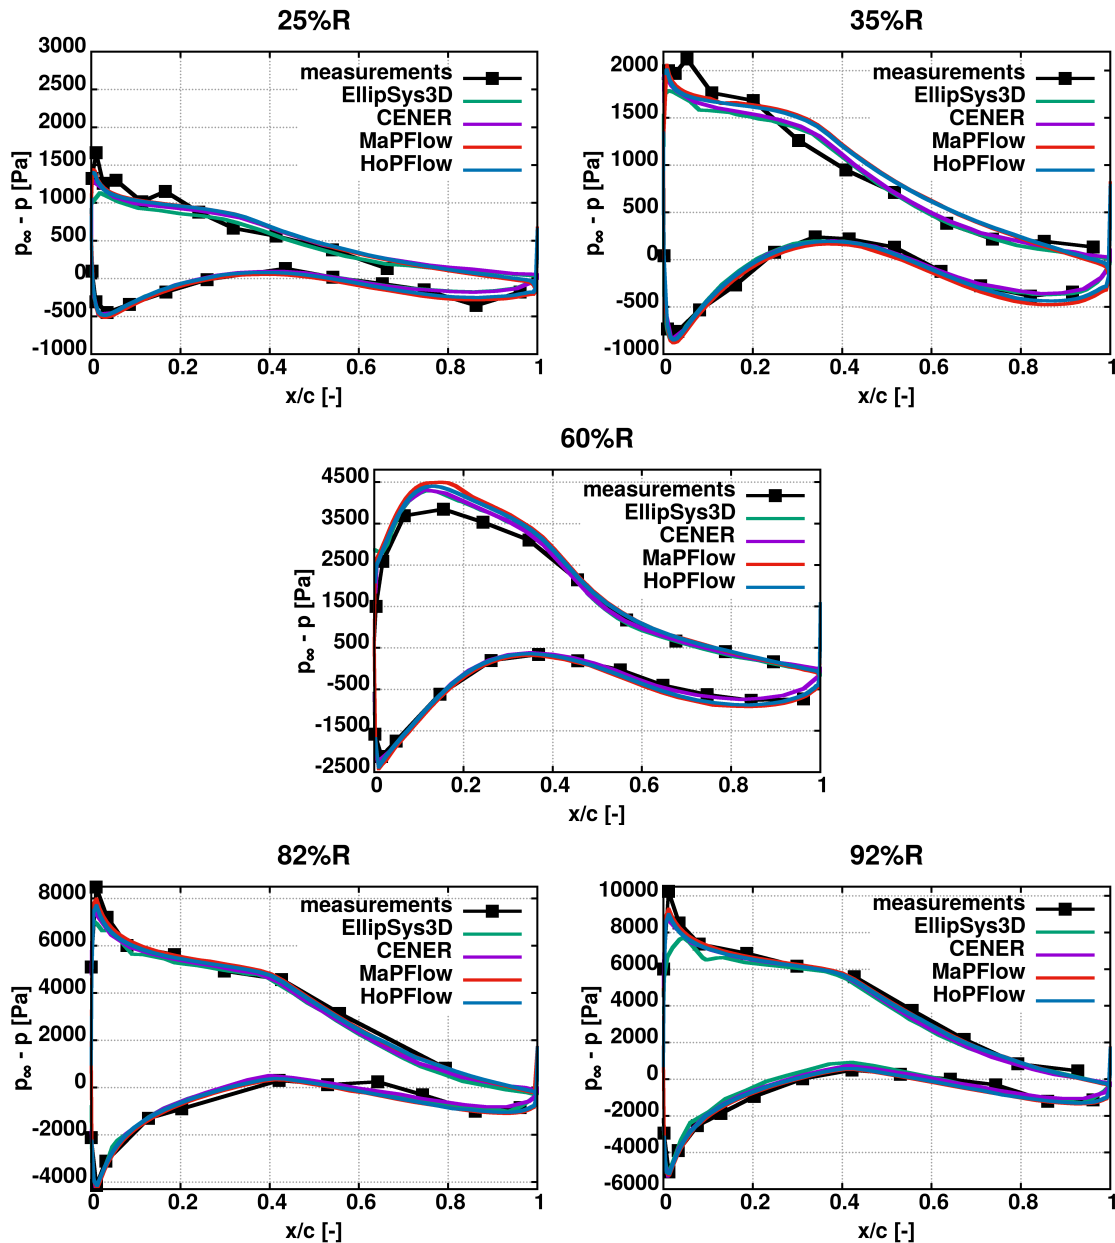 25%R
3000
2500
2000
1500
1000
500
0
-500
-1000
p∞ - p [Pa]
measurements
EllipSys3D
CENER
MaPFlow
HoPFlow
0 0.2 0.4 0.6 0.8 1
x/c [-]
35%R
2000
1500
1000
500
0
-500
-1000
p∞ - p [Pa]
measurements
EllipSys3D
CENER
MaPFlow
HoPFlow
0 0.2 0.4 0.6 0.8 1
x/c [-]
60%R
4500
3500
2500
1500
500
-500
-1500
-2500
p∞ - p [Pa]
measurements
EllipSys3D
CENER
MaPFlow
HoPFlow
0 0.2 0.4 0.6 0.8 1
x/c [-]
82%R
8000
6000
4000
2000
0
-2000
-4000
p∞ - p [Pa]
measurements
EllipSys3D
CENER
MaPFlow
HoPFlow
0 0.2 0.4 0.6 0.8 1
x/c [-]
92%R
10000
8000
6000
4000
2000
0
-2000
-4000
-6000
p∞ - p [Pa]
measurements
EllipSys3D
CENER
MaPFlow
HoPFlow
0 0.2 0.4 0.6 0.8 1
x/c [-]